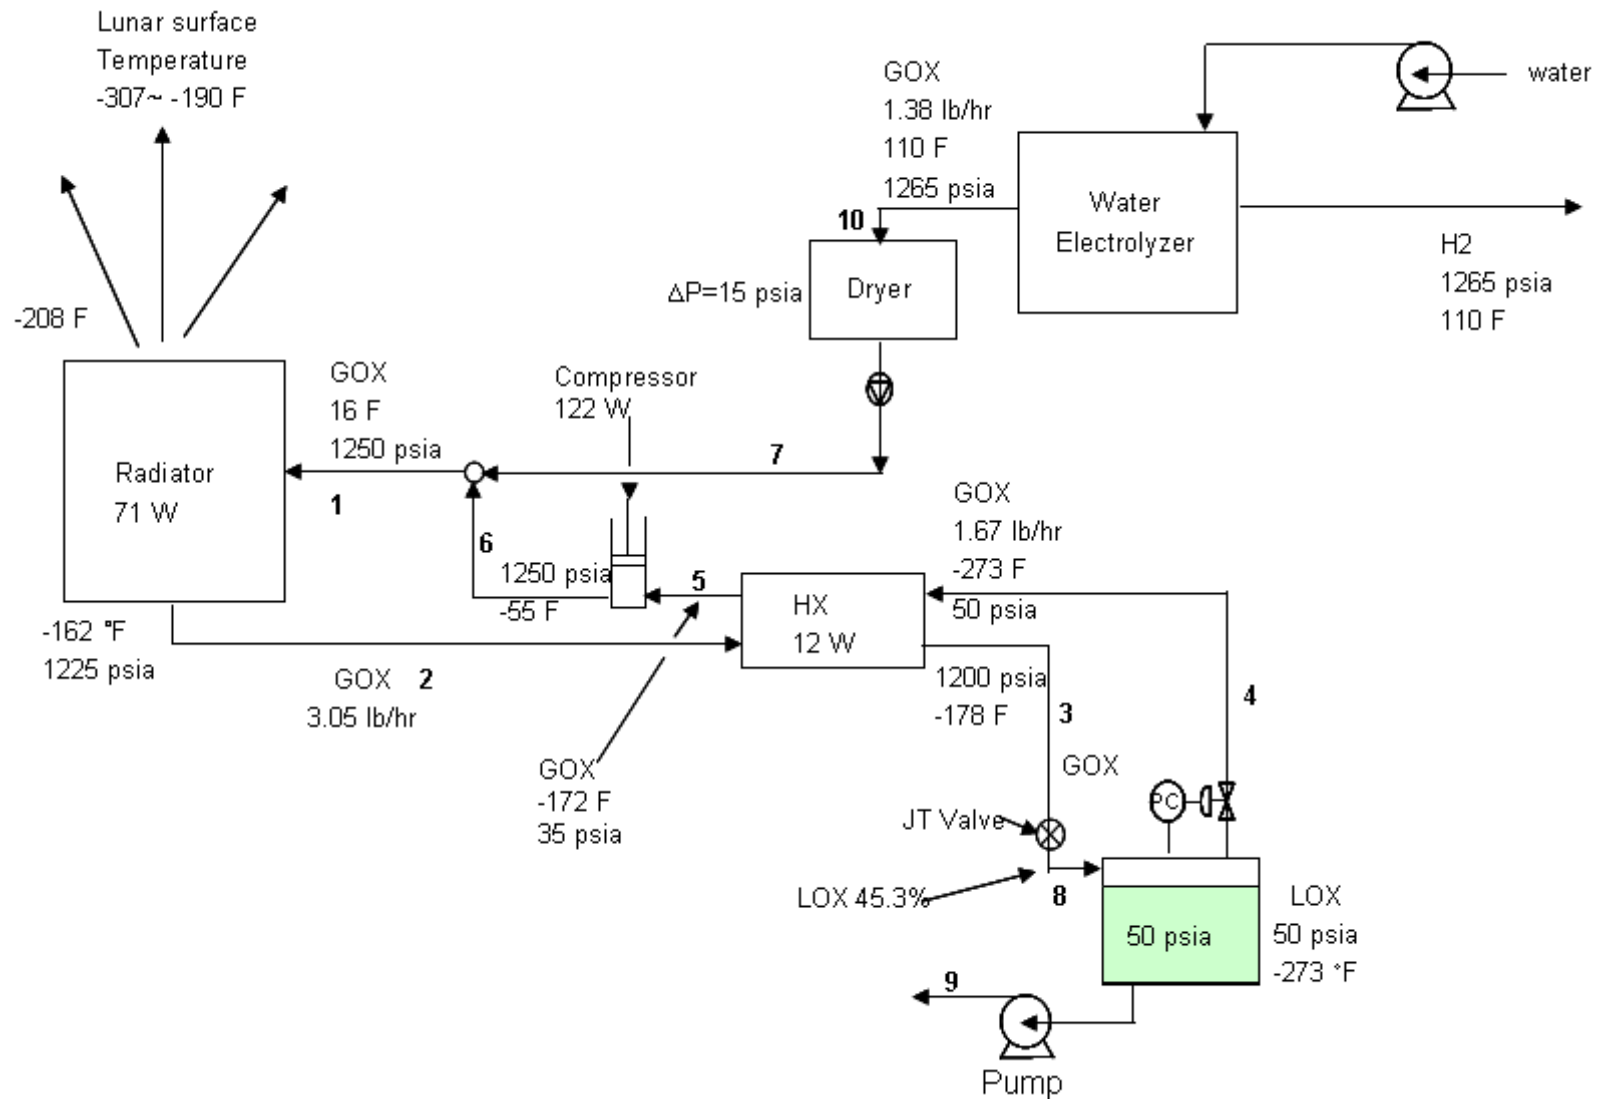 Lunar surface
Temperature
-307~ -190 F
-208 F
GOX
1.38 lb/hr
110 F
1265 psia
water
Water
Electrolyzer
H2
1265 psia
110 F
10
Dryer
ΔP=15 psia
GOX
16 F
1250 psia
Compressor
122 W
7
Radiator
71 W
1
6
1250 psia
-55 F
5
HX
12 W
GOX
1.67 lb/hr
-273 F
50 psia
-162 °F
1225 psia
GOX 2
3.05 lb/hr
1200 psia
-178 F
3
4
GOX
GOX
-172 F
35 psia
JT Valve
PC
LOX 45.3%
8
50 psia
LOX
50 psia
-273 °F
9
Pump